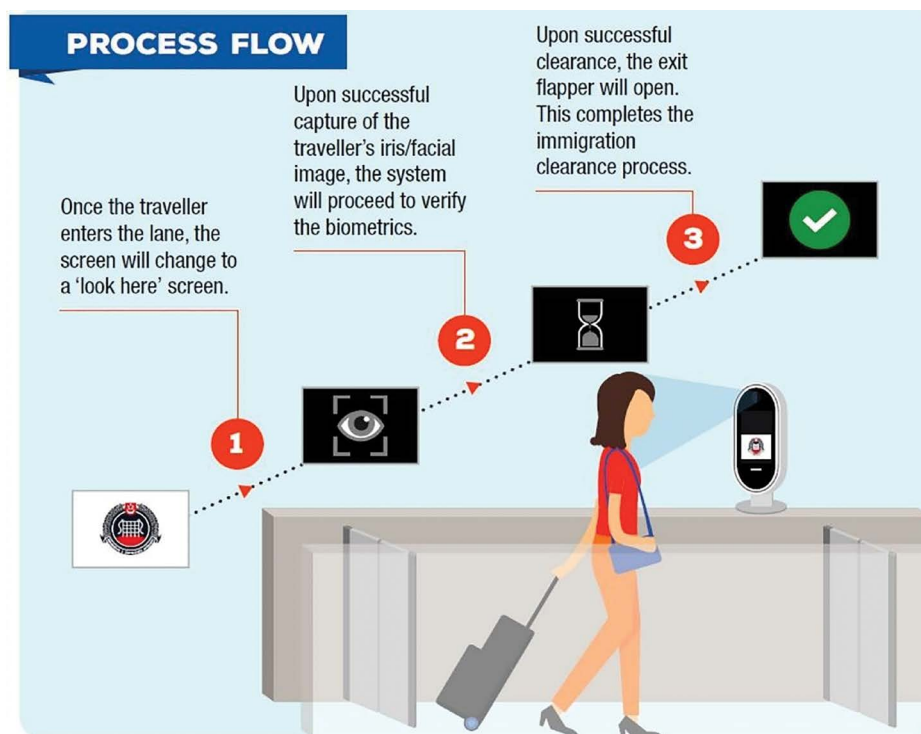 PROCESS FLOW
Once the traveller
enters the lane, the
screen will change to
a ‘look here’ screen.
1
Upon successful
capture of the
traveller’s iris/facial
image, the system
will proceed to verify
the biometrics.
2
Upon successful
clearance, the exit
flapper will open.
This completes the
immigration
clearance process.
3